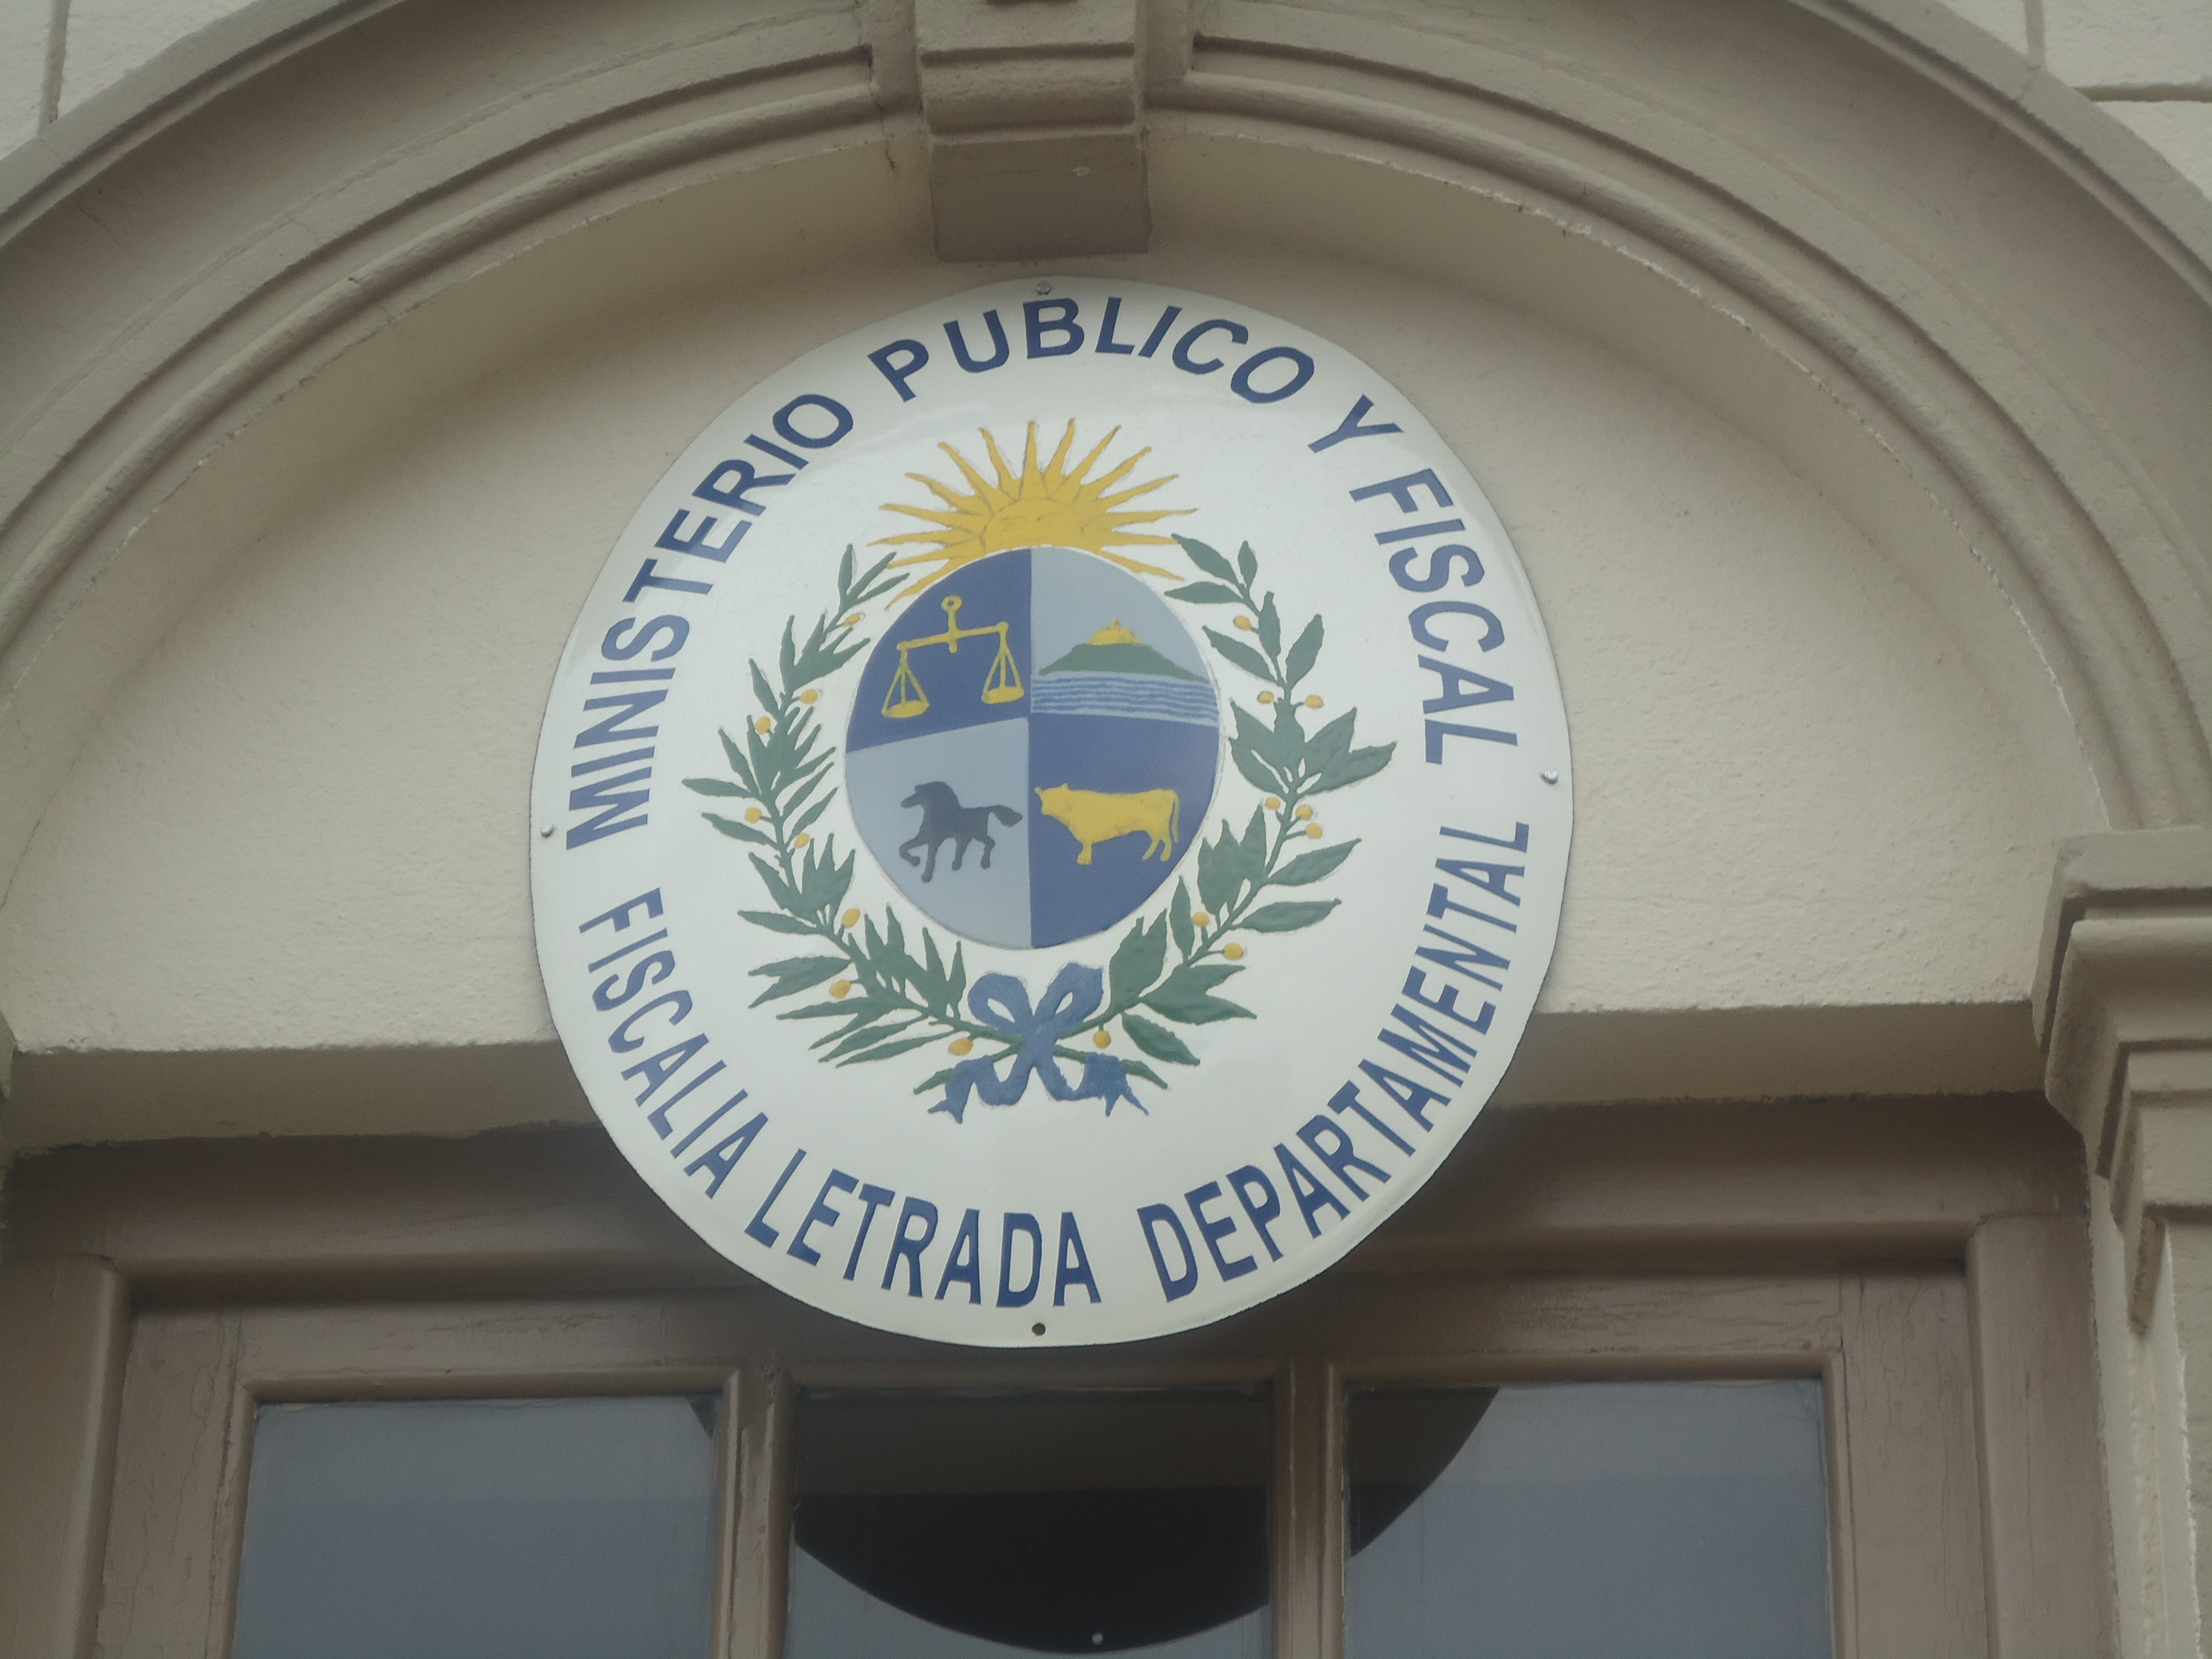 MINISTERIO PUBLICO Y FISCAL
FISCALIA LETRADA DEPARTAMENTAL